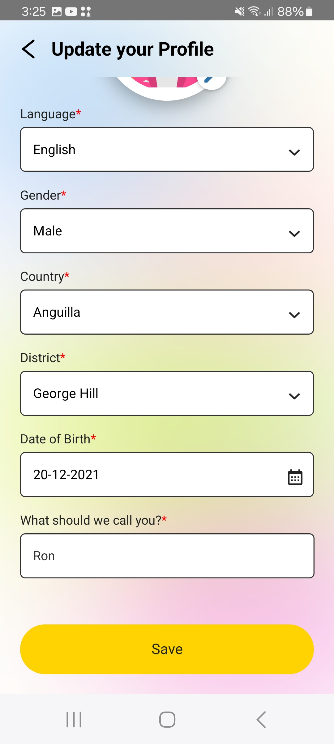 3:25
88%
Update your Profile
Language*
English
Gender*
Male
Country*
Anguilla
District*
George Hill
Date of Birth*
20-12-2021
What should we call you?*
Ron
Save